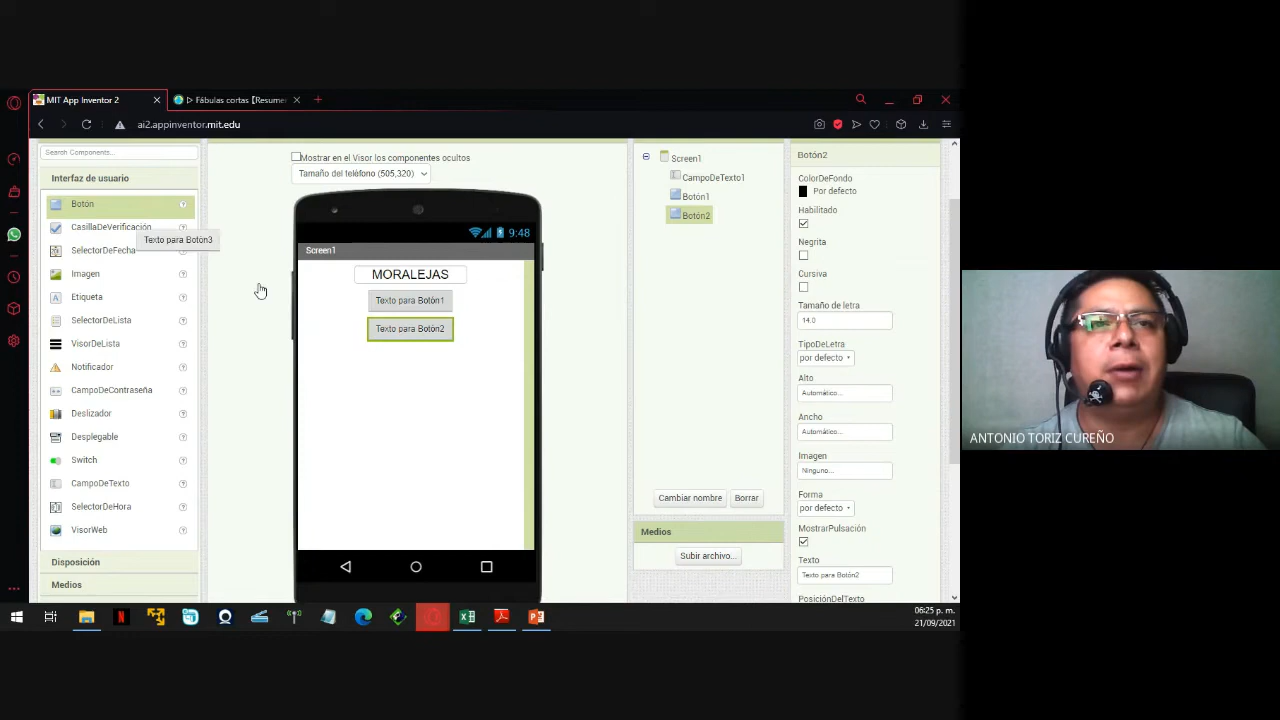 MIT App Inventor 2
Fábulas cortas【Resume
ai2.appinventor.mit.edu
Search Components...
Interfaz de usuario
Botón
CasillaDeVerificación
Texto para Botón3
SelectorDeFecha
Imagen
Etiqueta
SelectorDeLista
VisorDeLista
Notificador
CampoDeContraseña
Deslizador
Desplegable
Switch
CampoDeTexto
SelectorDeHora
VisorWeb
Disposición
Medios
Mostrar en el Visor los componentes ocultos
Tamaño del teléfono (505,320)
9:48
Screen1
MORALEJAS
Texto para Botón1
Texto para Botón2
Screen1
CampoDeTexto1
Botón1
Botón2
Cambiar nombre
Borrar
Medios
Subir archivo...
Botón2
ColorDeFondo
Por defecto
Habilitado
Negrita
Cursiva
Tamaño de letra
14.0
TipoDeLetra
por defecto
Alto
Automático...
Ancho
Automático...
Imagen
Ninguno...
Forma
por defecto
MostrarPulsación
Texto
Texto para Botón2
PosiciónDelTexto
06:25 p. m.
21/09/2021
ANTONIO TORIZ CUREÑO